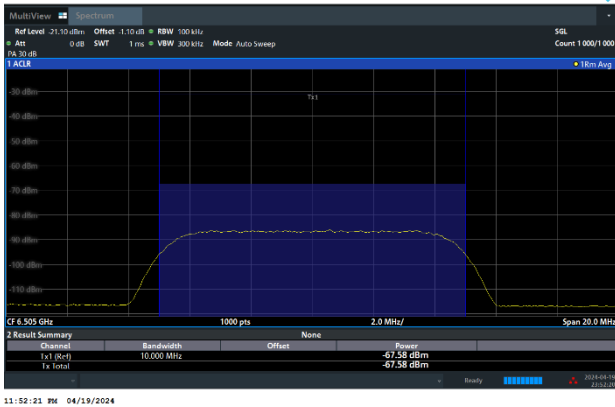 MultiView Spectrum
Ref Level -21.10 dBm Offset -1.10 dB RBW 100 kHz SGL
Att 0 dB SWT 1 ms VBW 300 kHz Mode Auto Sweep Count 1000/1000
PA 30 dB
1 ACLR 1Rm Avg
Tx1
-30 dBm
-40 dBm
-50 dBm
-60 dBm
-70 dBm
-80 dBm
-90 dBm
-100 dBm
-110 dBm
CF 6.505 GHz 1000 pts 2.0 MHz/ Span 20.0 MHz
2 Result Summary None
Channel Bandwidth Offset Power
Tx1 (Ref) 10.000 MHz -67.58 dBm
Tx Total -67.58 dBm
Ready 2024-04-19
23:52:20
11:52:21 PM 04/19/2024